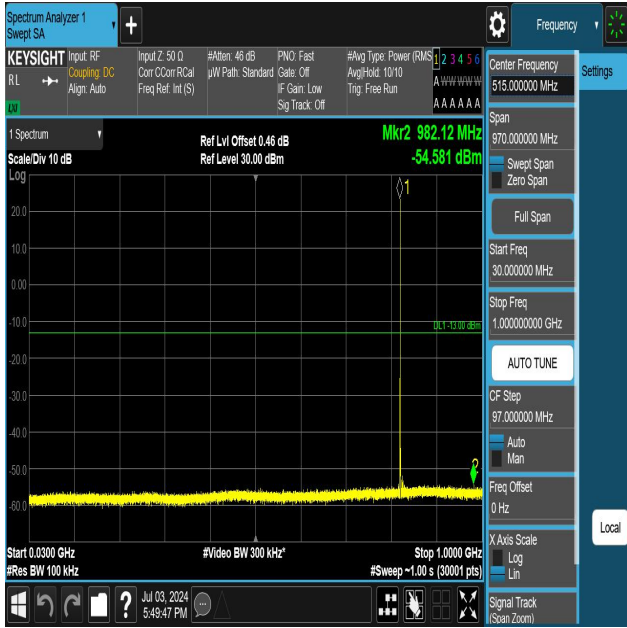 Spectrum Analyzer 1
Swept SA
Frequency
KEYSIGHT
RL
LXI
Input: RF
Coupling: DC
Align: Auto
Input Z: 50 Ω
Corr CCorr RCal
Freq Ref: Int (S)
#Atten: 46 dB
µW Path: Standard
PNO: Fast
Gate: Off
IF Gain: Low
Sig Track: Off
#Avg Type: Power (RMS
Avg|Hold: 10/10
Trig: Free Run
1 2 3 4 5 6
A W W W W W
A A A A A A
1 Spectrum
Scale/Div 10 dB
Log
Ref Lvl Offset 0.46 dB
Ref Level 30.00 dBm
Mkr2 982.12 MHz
-54.581 dBm
1
20.0
10.0
0.00
-10.0
DL1 -13.00 dBm
-20.0
-30.0
-40.0
-50.0
2
-60.0
Start 0.0300 GHz
#Video BW 300 kHz*
Stop 1.0000 GHz
#Res BW 100 kHz
#Sweep ~1.00 s (30001 pts)
Jul 03, 2024
5:49:47 PM
Center Frequency
515.000000 MHz
Settings
Span
970.000000 MHz
Swept Span
Zero Span
Full Span
Start Freq
30.000000 MHz
Stop Freq
1.000000000 GHz
AUTO TUNE
CF Step
97.000000 MHz
Auto
Man
Freq Offset
0 Hz
Local
X Axis Scale
Log
Lin
Signal Track
(Span Zoom)